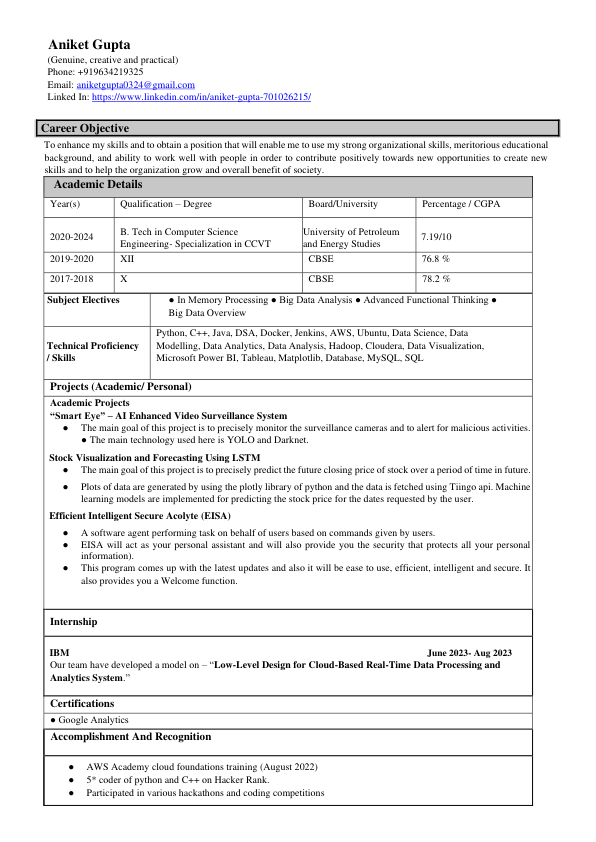 Aniket Gupta
(Genuine, creative and practical)
Phone: +919634219325
Email: aniketgupta0324@gmail.com
Linked In: https://www.linkedin.com/in/aniket-gupta-701026215/
Career Objective
To enhance my skills and to obtain a position that will enable me to use my strong organizational skills, meritorious educational
background, and ability to work well with people in order to contribute positively towards new opportunities to create new
skills and to help the organization grow and overall benefit of society.
Academic Details
Year(s) Qualification – Degree Board/University Percentage / CGPA
2020-2024 B. Tech in Computer Science Engineering- Specialization in CCVT University of Petroleum and Energy Studies 7.19/10
2019-2020 XII CBSE 76.8 %
2017-2018 X CBSE 78.2 %
Subject Electives ● In Memory Processing ● Big Data Analysis ● Advanced Functional Thinking ●
Big Data Overview
Technical Proficiency / Skills
Python, C++, Java, DSA, Docker, Jenkins, AWS, Ubuntu, Data Science, Data
Modelling, Data Analytics, Data Analysis, Hadoop, Cloudera, Data Visualization,
Microsoft Power BI, Tableau, Matplotlib, Database, MySQL, SQL
Projects (Academic/ Personal)
Academic Projects
“Smart Eye” – AI Enhanced Video Surveillance System
● The main goal of this project is to precisely monitor the surveillance cameras and to alert for malicious activities.
● The main technology used here is YOLO and Darknet.
Stock Visualization and Forecasting Using LSTM
● The main goal of this project is to precisely predict the future closing price of stock over a period of time in future.
● Plots of data are generated by using the plotly library of python and the data is fetched using Tiingo api. Machine
learning models are implemented for predicting the stock price for the dates requested by the user.
Efficient Intelligent Secure Acolyte (EISA)
● A software agent performing task on behalf of users based on commands given by users.
● EISA will act as your personal assistant and will also provide you the security that protects all your personal
information).
● This program comes up with the latest updates and also it will be ease to use, efficient, intelligent and secure. It
also provides you a Welcome function.
Internship
IBM June 2023- Aug 2023
Our team have developed a model on – “Low-Level Design for Cloud-Based Real-Time Data Processing and
Analytics System.”
Certifications
● Google Analytics
Accomplishment And Recognition
● AWS Academy cloud foundations training (August 2022)
● 5* coder of python and C++ on Hacker Rank.
● Participated in various hackathons and coding competitions